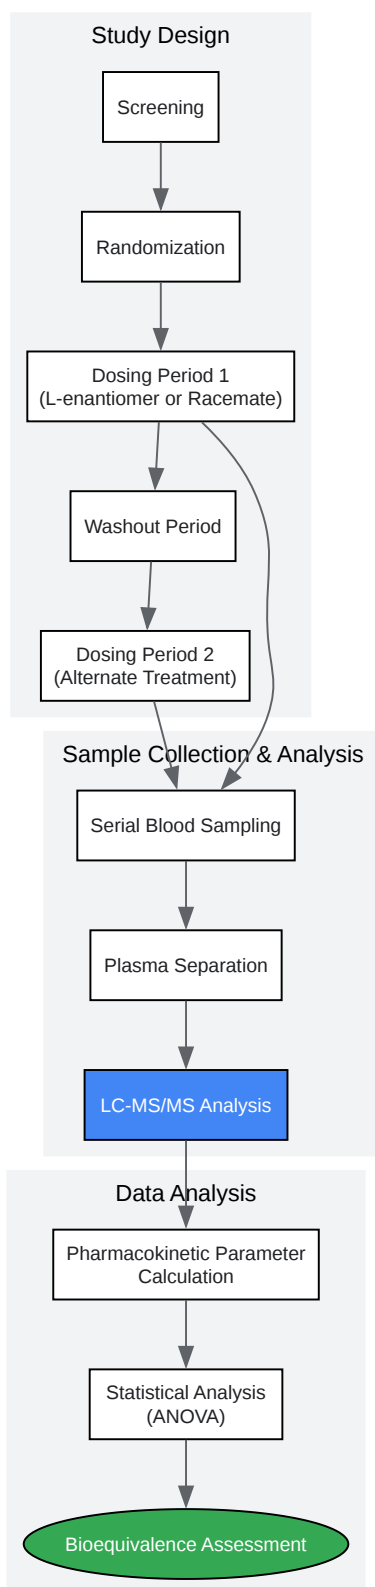 Study Design
Screening
Randomization
Dosing Period 1
(L-enantiomer or Racemate)
Washout Period
Dosing Period 2
(Alternate Treatment)
Sample Collection & Analysis
Serial Blood Sampling
Plasma Separation
LC-MS/MS Analysis
Data Analysis
Pharmacokinetic Parameter
Calculation
Statistical Analysis
(ANOVA)
Bioequivalence Assessment